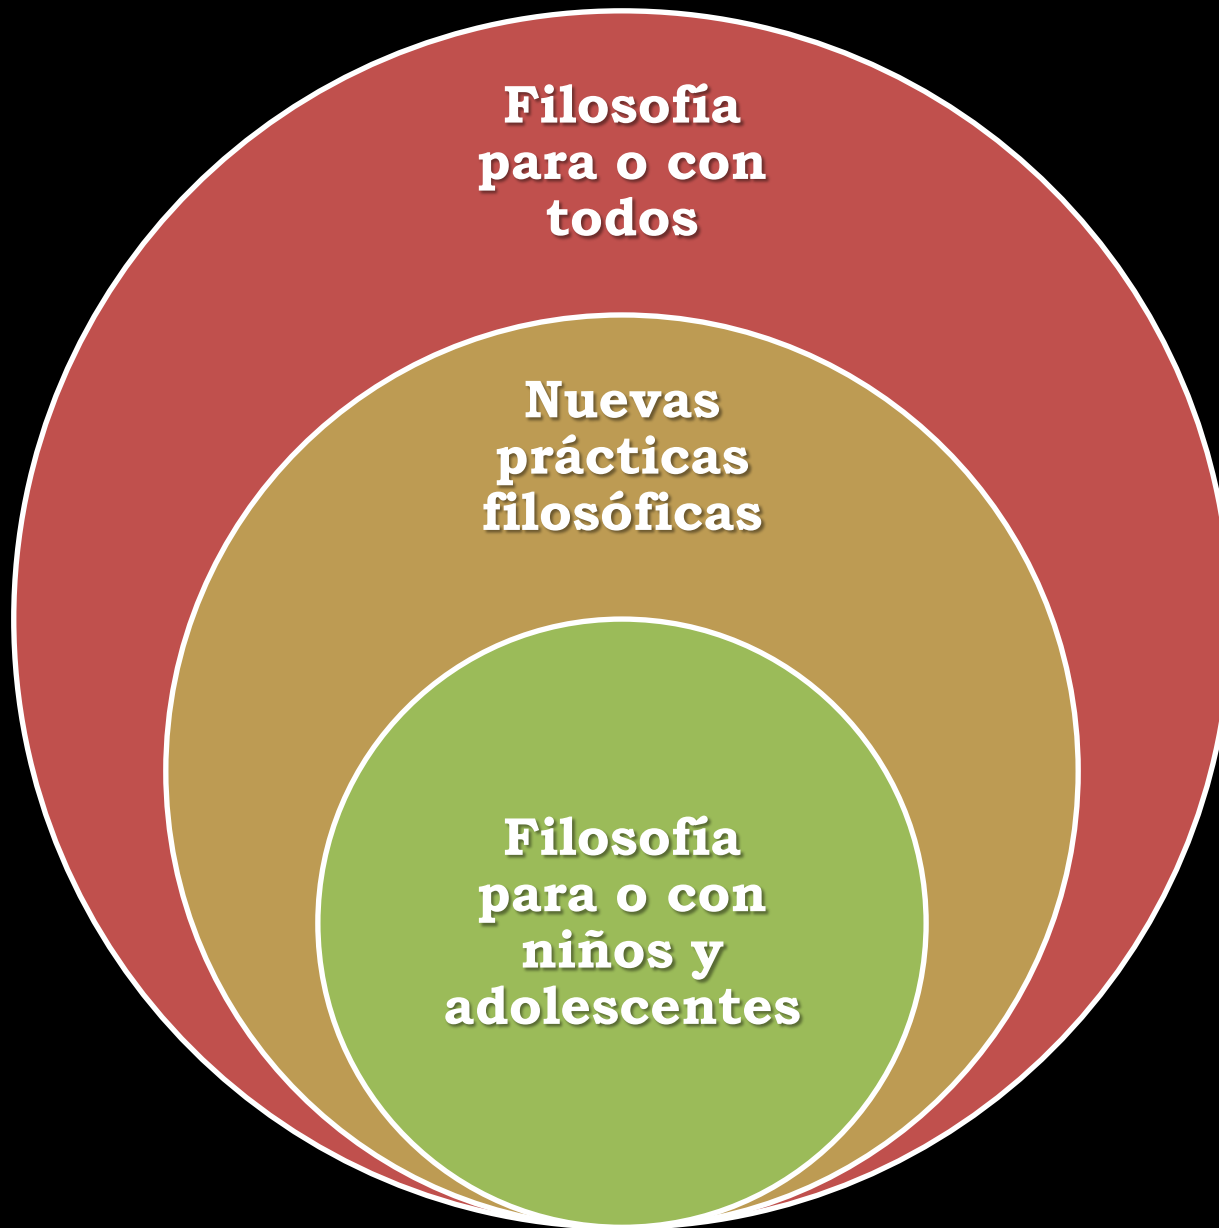 Filosofía
para o con
todos
Nuevas
prácticas
filosóficas
Filosofía
para o con
niños y
adolescentes